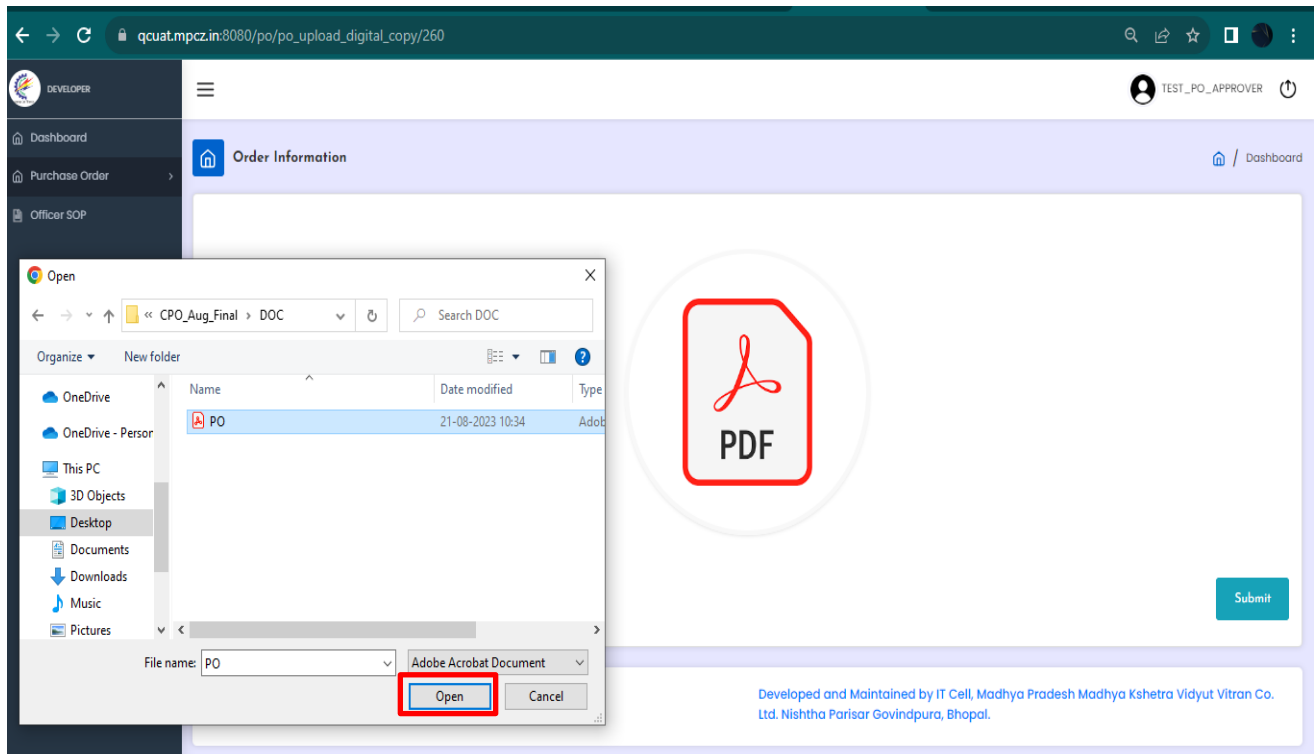 qcuat.mpcz.in:8080/po/po_upload_digital_copy/260
DEVELOPER
TEST_PO_APPROVER
Dashboard
Purchase Order
Officer SOP
Order Information
/ Dashboard
Open
« CPO_Aug_Final › DOC
Search DOC
Organize
New folder
Name
Date modified
Type
OneDrive
OneDrive - Person
This PC
3D Objects
Desktop
Documents
Downloads
Music
Pictures
PO
21-08-2023 10:34
Adob
File name:
PO
Adobe Acrobat Document
Open
Cancel
PDF
Submit
Developed and Maintained by IT Cell, Madhya Pradesh Madhya Kshetra Vidyut Vitran Co.
Ltd. Nishtha Parisar Govindpura, Bhopal.